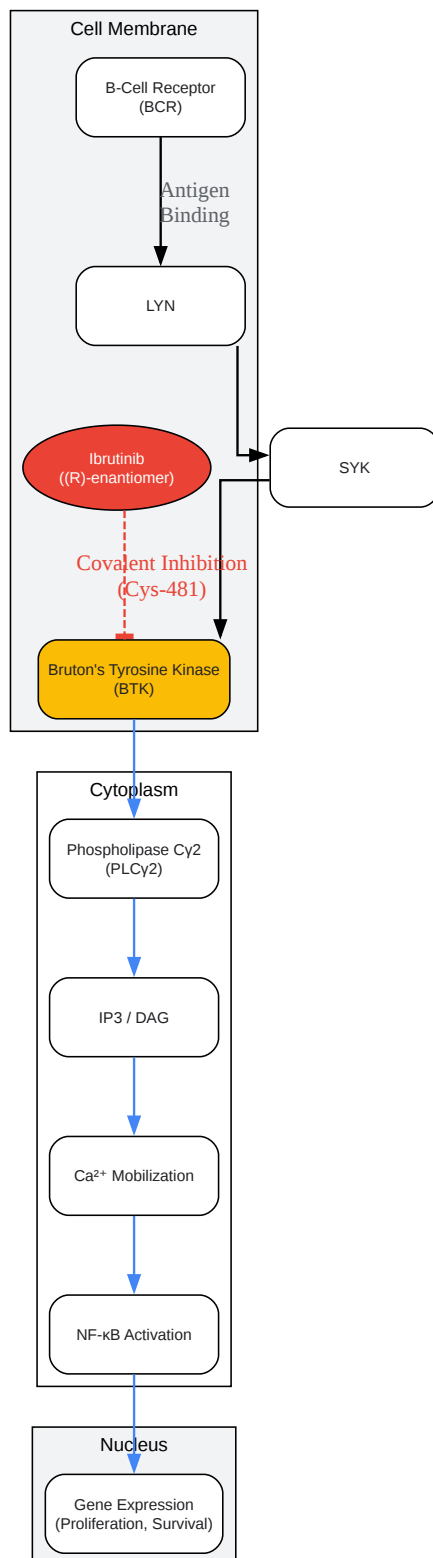 Cell Membrane
B-Cell Receptor
(BCR)
Antigen
Binding
LYN
Ibrutinib
((R)-enantiomer)
SYK
Covalent Inhibition
(Cys-481)
Bruton's Tyrosine Kinase
(BTK)
Cytoplasm
Phospholipase Cγ2
(PLCγ2)
IP3 / DAG
Ca²⁺ Mobilization
NF-κB Activation
Nucleus
Gene Expression
(Proliferation, Survival)